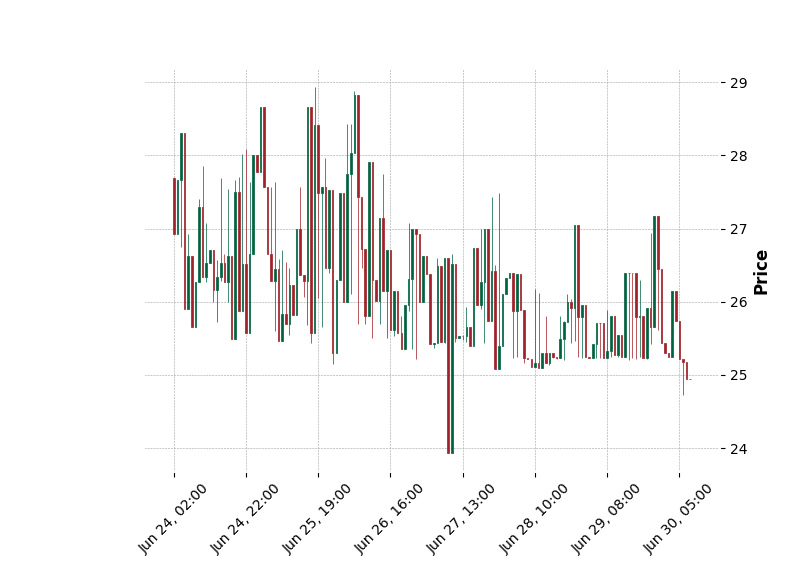 29
28
27
26
25
24
Price
Jun 24, 02:00
Jun 24, 22:00
Jun 25, 19:00
Jun 26, 16:00
Jun 27, 13:00
Jun 28, 10:00
Jun 29, 08:00
Jun 30, 05:00